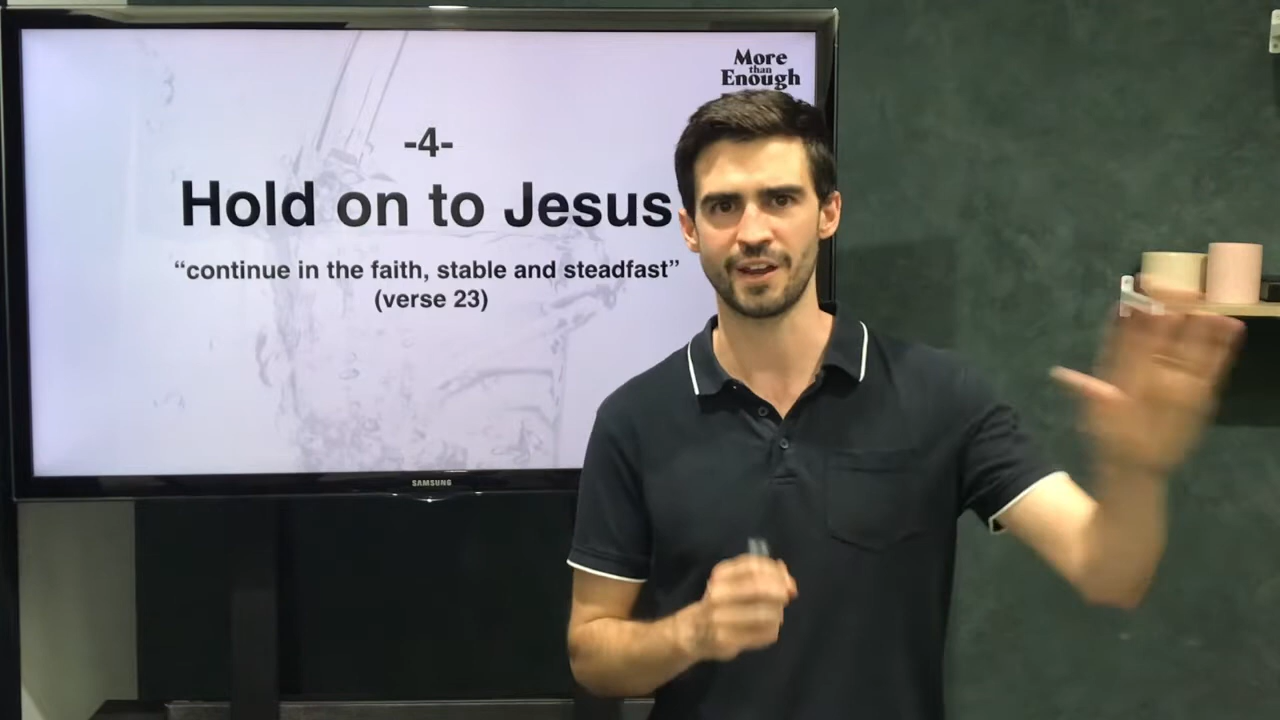 More
than
Enough
-4-
Hold on to Jesus
“continue in the faith, stable and steadfast”
(verse 23)
SAMSUNG